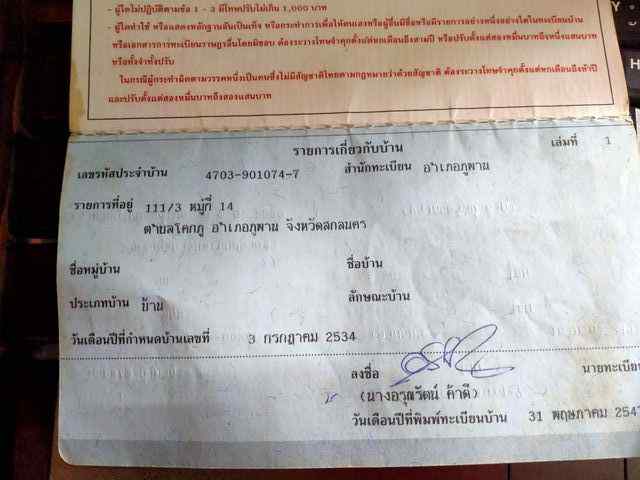 - ผู้ใดไม่ปฏิบัติตามข้อ 1 - 3 มีโทษปรับไม่เกิน 1,000 บาท
- ผู้ใดทำ ใช้ หรือแสดงหลักฐานอันเป็นเท็จ หรือกระทำการเพื่อให้ตนเองหรือผู้อื่นมีชื่อหรือมีรายการอย่างหนึ่งอย่างใดในทะเบียนบ้าน
หรือเอกสารการทะเบียนราษฎรอื่นโดยมิชอบ ต้องระวางโทษจำคุกตั้งแต่หกเดือนถึงสามปี หรือปรับตั้งแต่สองหมื่นบาทถึงหนึ่งแสนบาท
หรือทั้งจำทั้งปรับ
ในกรณีผู้กระทำผิดตามวรรคหนึ่งเป็นคนซึ่งไม่มีสัญชาติไทยตามกฎหมายว่าด้วยสัญชาติ ต้องระวางโทษจำคุกตั้งแต่หกเดือนถึงห้าปี
และปรับตั้งแต่สองหมื่นบาทถึงสองแสนบาท
รายการเกี่ยวกับบ้าน เล่มที่ 1
เลขรหัสประจำบ้าน 4703-901074-7 สำนักทะเบียน อำเภอภูพาน
รายการที่อยู่ 111/3 หมู่ที่ 14
ตำบลโคกภู อำเภอภูพาน จังหวัดสกลนคร
ชื่อหมู่บ้าน ชื่อบ้าน
ประเภทบ้าน บ้าน ลักษณะบ้าน
วันเดือนปีที่กำหนดบ้านเลขที่ 3 กรกฎาคม 2534
ลงชื่อ นายทะเบียน
(นางอรุณรัตน์ ค้าดี)
วันเดือนปีที่พิมพ์ทะเบียนบ้าน 31 พฤษภาคม 2547